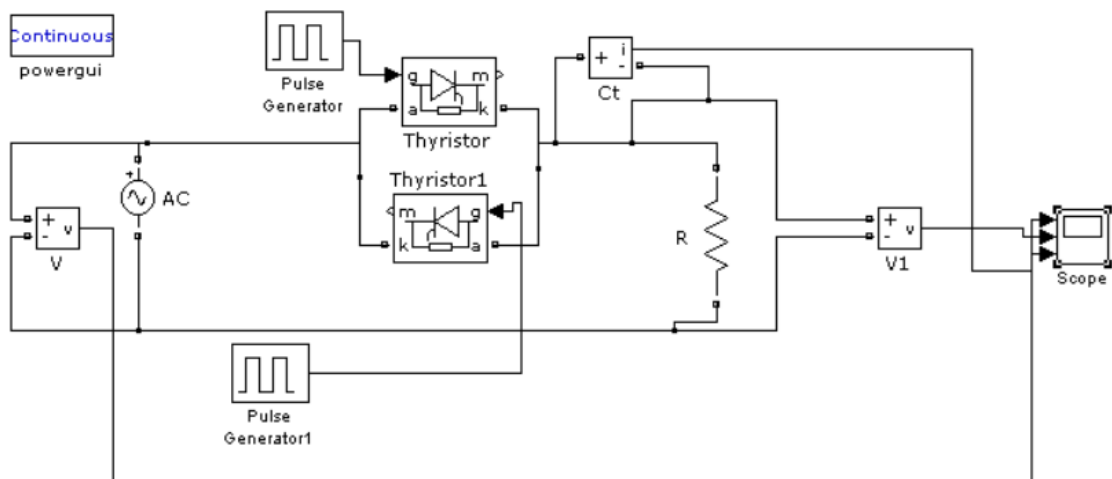 Continuous
powergui
Pulse
Generator
g
m
a
k
Thyristor
Thyristor1
m
g
k
a
+
i
-
Ct
+
AC
+
-
v
V
R
+
-
v
V1
Scope
Pulse
Generator1